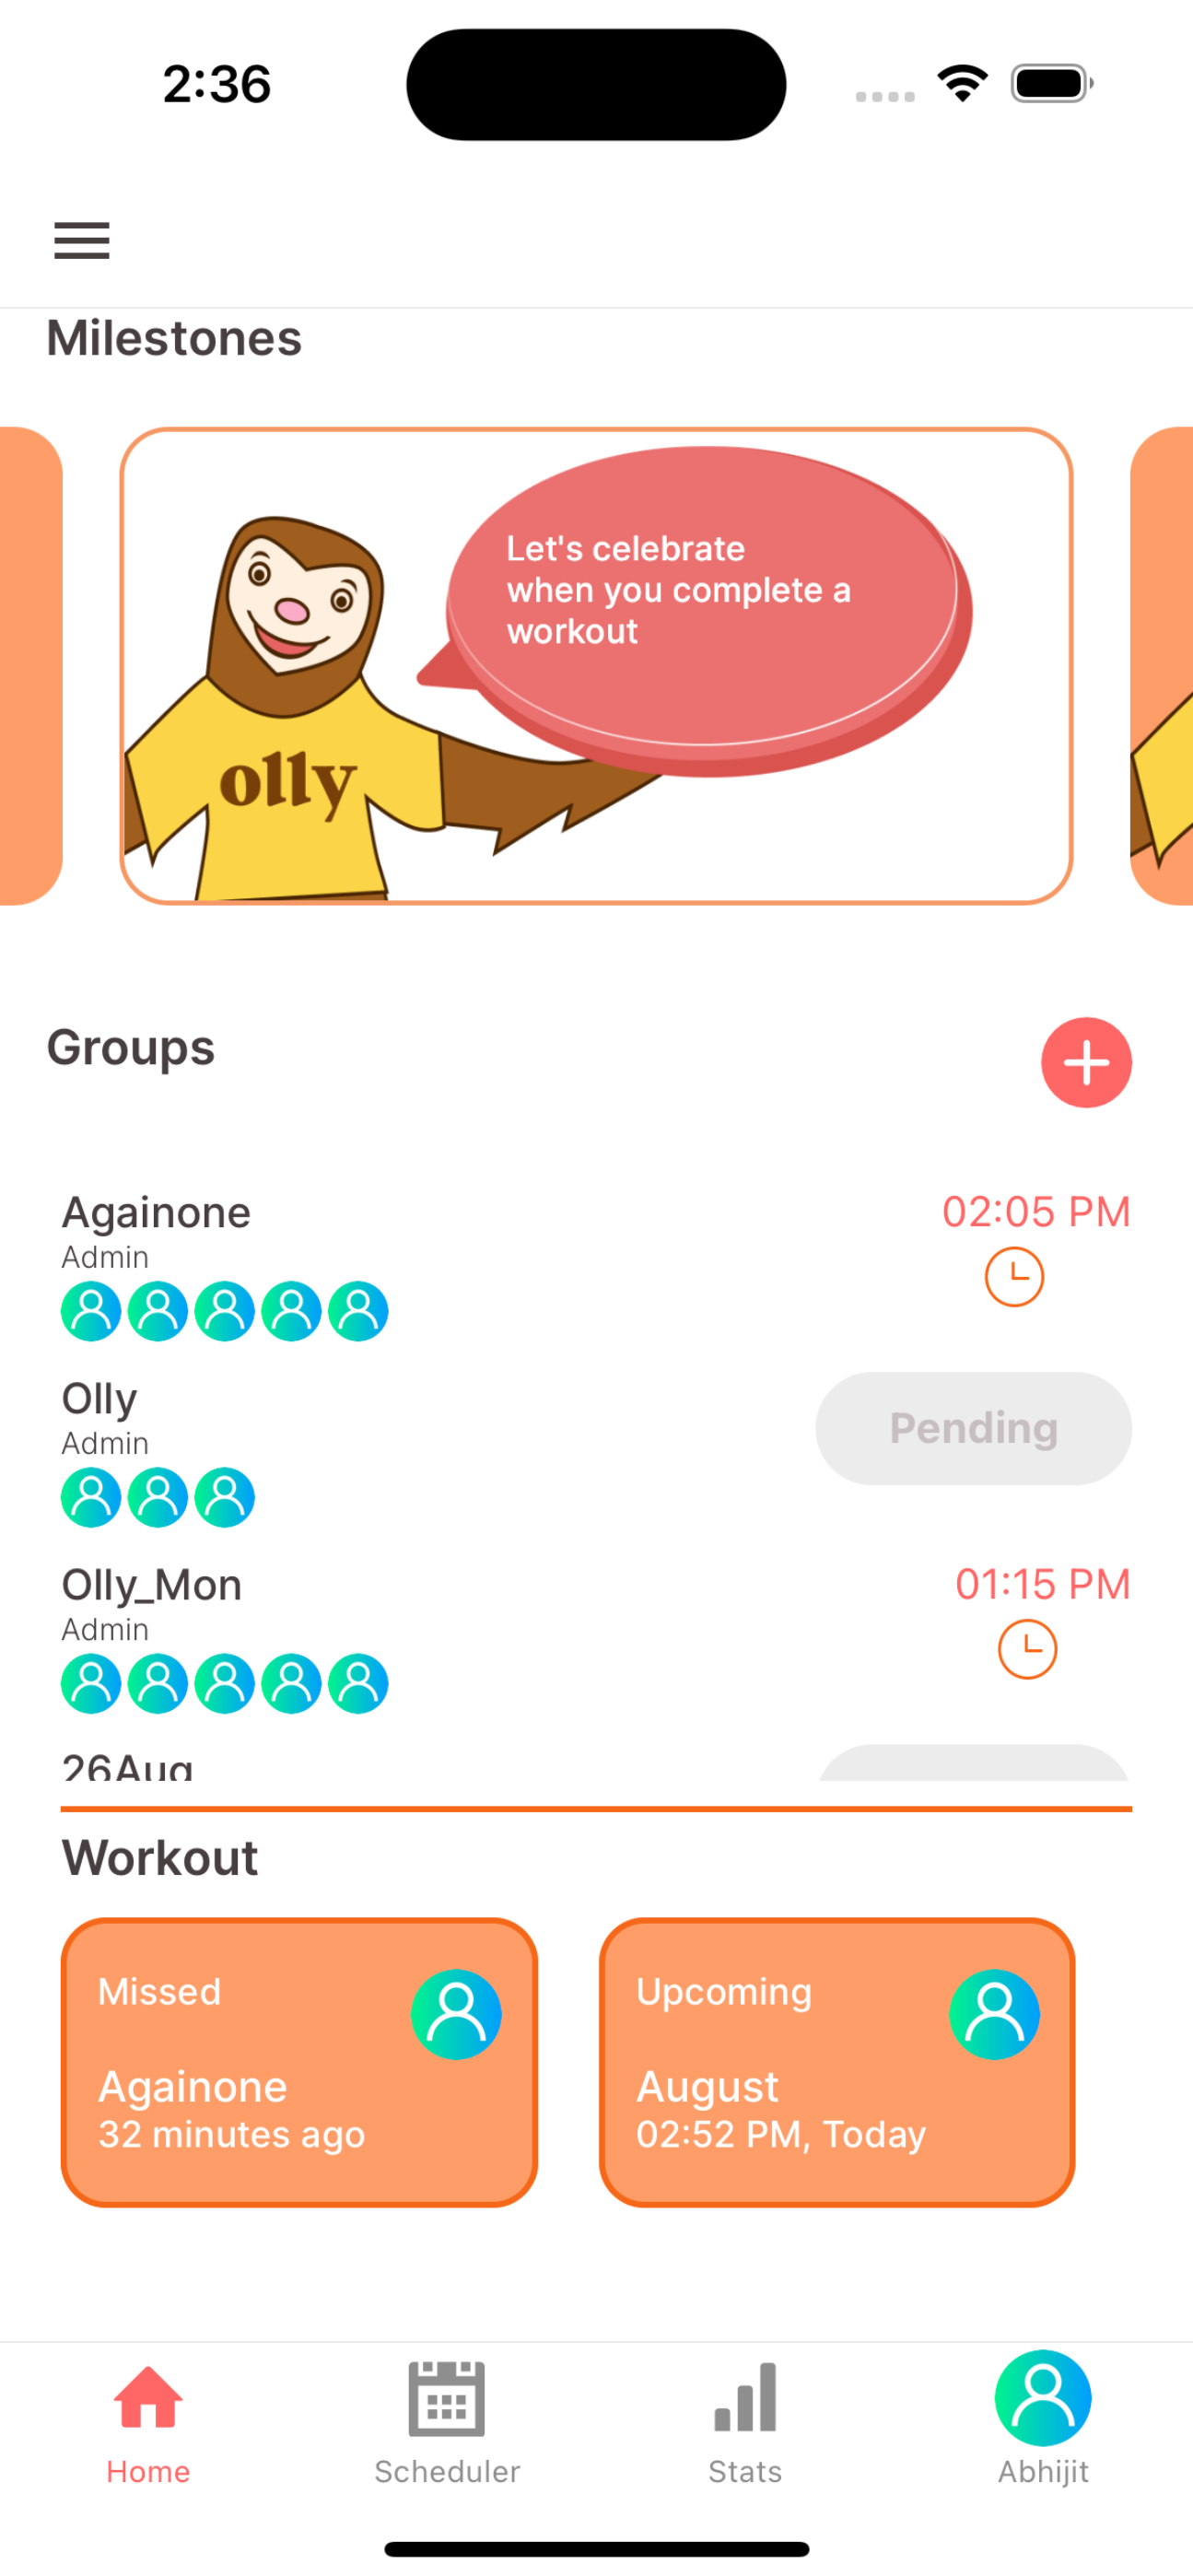 2:36
Milestones
Let's celebrate
when you complete a
workout
olly
Groups
Againone
02:05 PM
Admin
Olly
Pending
Admin
Olly_Mon
01:15 PM
Admin
26Aug
Workout
Missed
Againone
32 minutes ago
Upcoming
August
02:52 PM, Today
Home
Scheduler
Stats
Abhijit